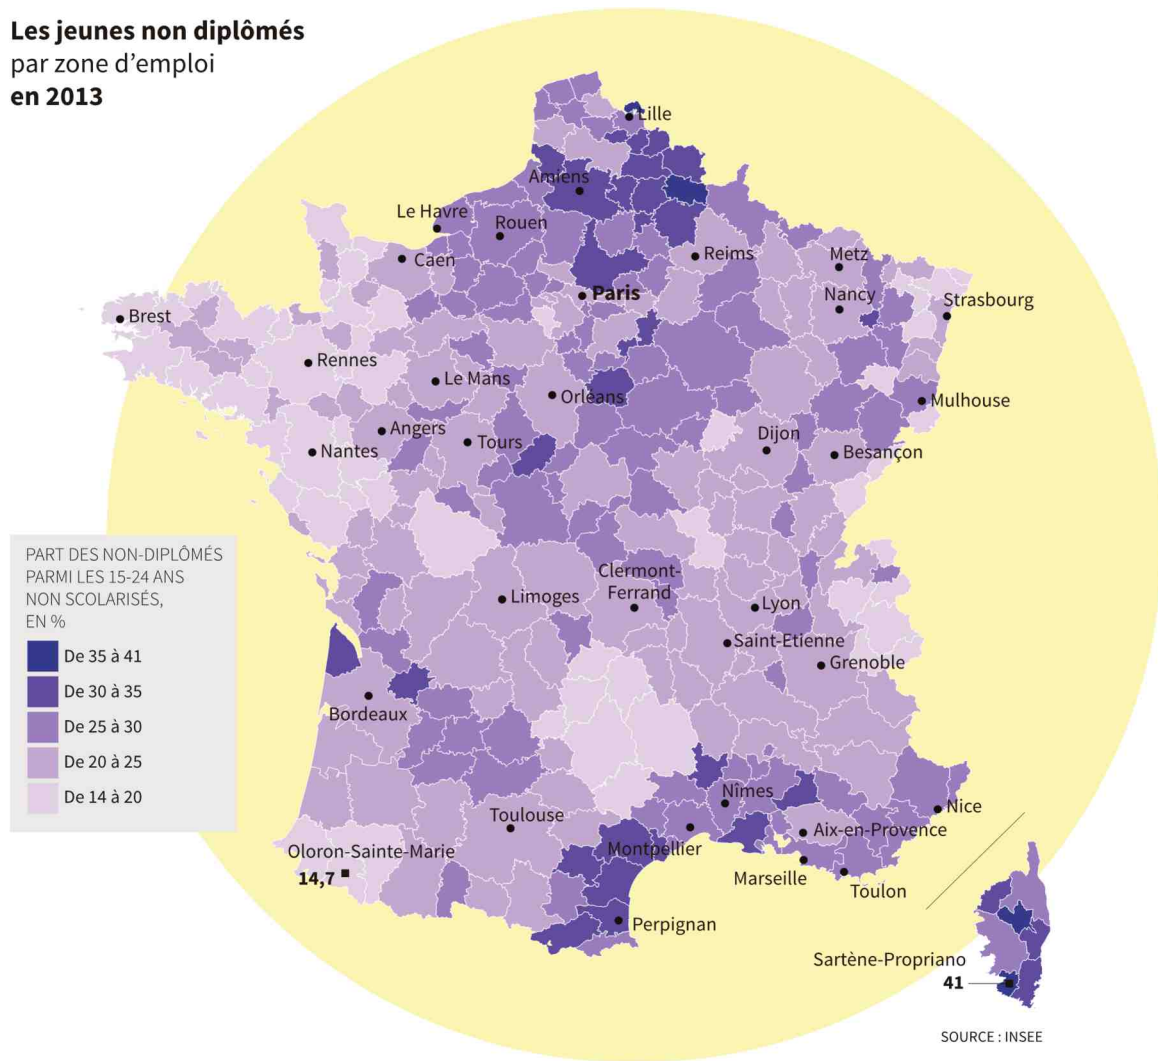 Les jeunes non diplômés
par zone d'emploi
en 2013
Lille
Amiens
Le Havre
Rouen
Caen
Reims
Metz
Nancy
Strasbourg
Paris
Brest
Rennes
Le Mans
Orléans
Mulhouse
Angers
Tours
Dijon
Nantes
Besançon
PART DES NON-DIPLÔMÉS
PARMI LES 15-24 ANS
NON SCOLARISÉS,
EN %
De 35 à 41
De 30 à 35
De 25 à 30
De 20 à 25
De 14 à 20
Clermont-
Ferrand
Limoges
Lyon
Saint-Etienne
Grenoble
Bordeaux
Nîmes
Nice
Toulouse
Montpellier
Aix-en-Provence
Oloron-Sainte-Marie
14,7
Marseille
Toulon
Perpignan
Sartène-Propriano
41
SOURCE : INSEE